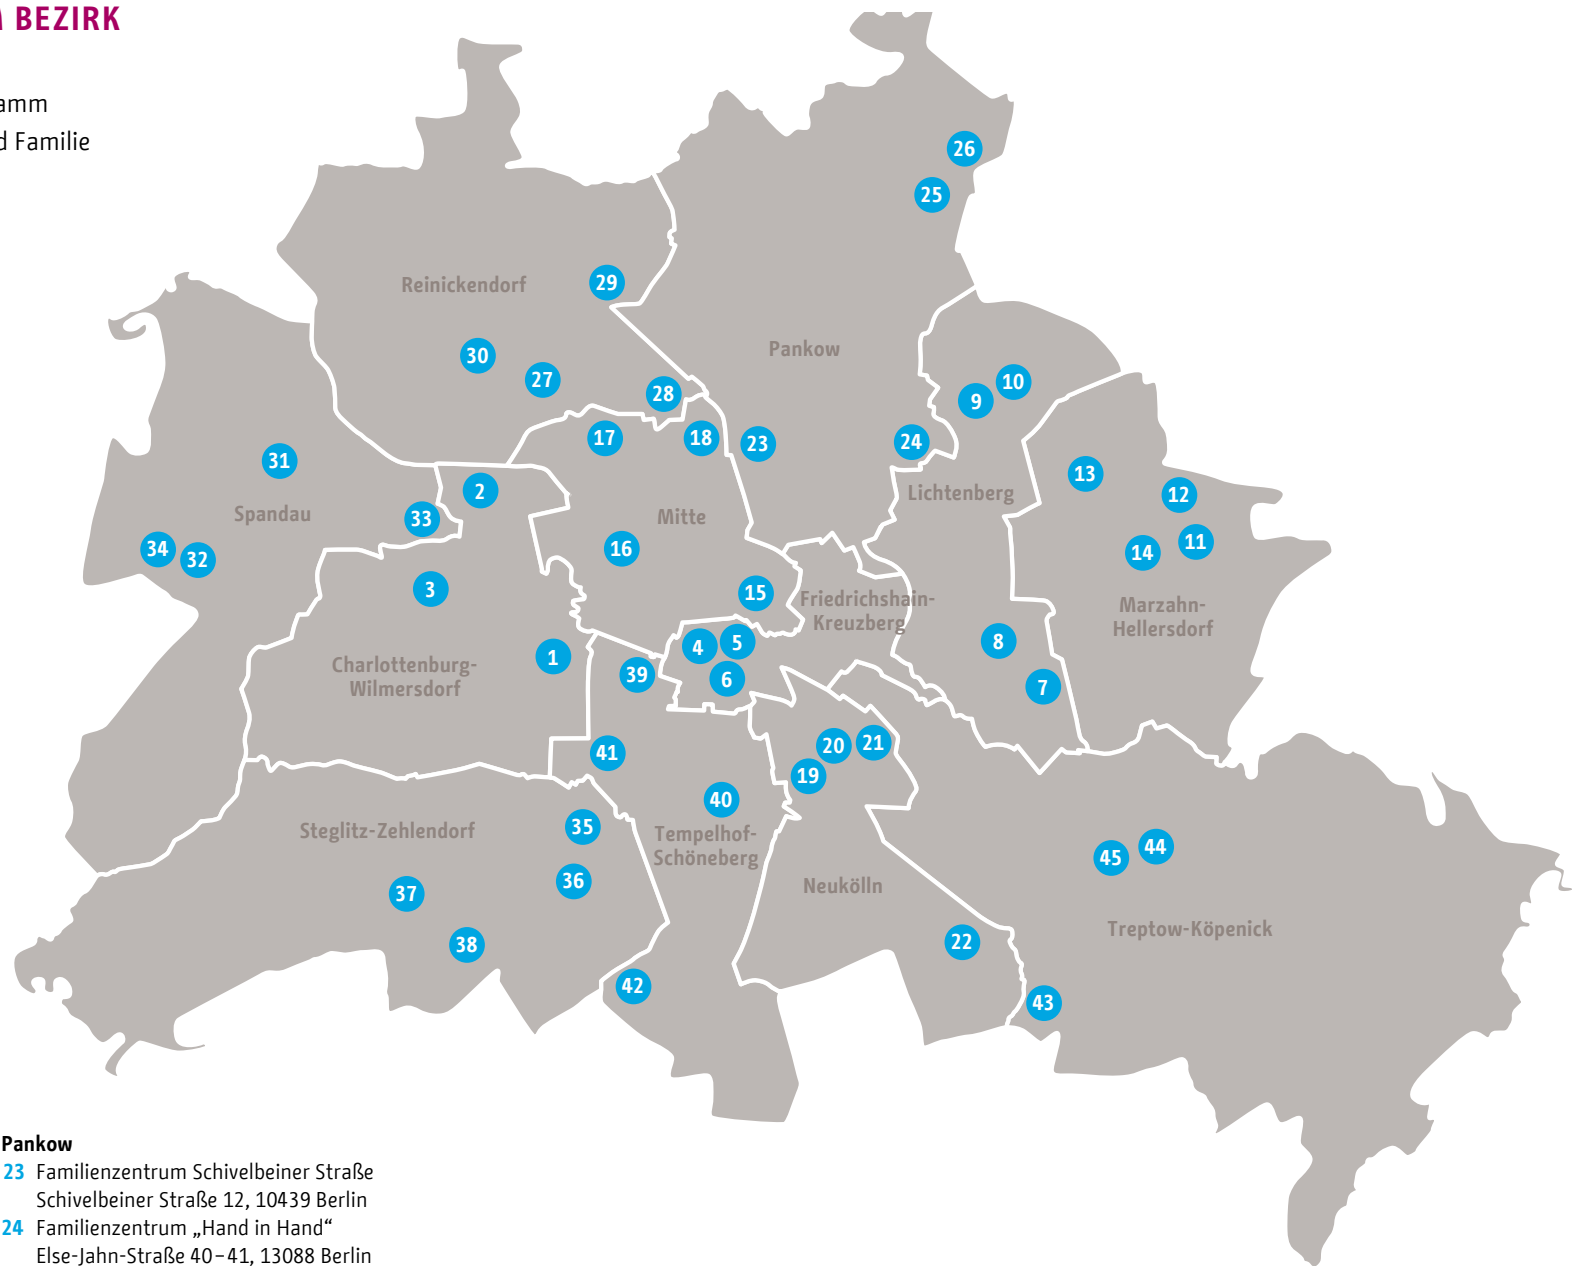 BEZIRK
amm
d Familie
26
25
Reinickendorf
29
Pankow
30
27
28
10
9
17
18
23
24
31
13
2
Lichtenberg
12
Spandau
33
Mitte
34
32
16
14
11
3
15
Friedrichshain-
Kreuzberg
Marzahn-
Hellersdorf
4
5
8
1
Charlottenburg-
Wilmersdorf
39
6
7
41
20
21
19
40
35
Steglitz-Zehlendorf
Tempelhof-
Schöneberg
45
44
36
37
Neukölln
38
22
Treptow-Köpenick
42
43
Pankow
23 Familienzentrum Schivelbeiner Straße
Schivelbeiner Straße 12, 10439 Berlin
24 Familienzentrum „Hand in Hand“
Else-Jahn-Straße 40–41, 13088 Berlin